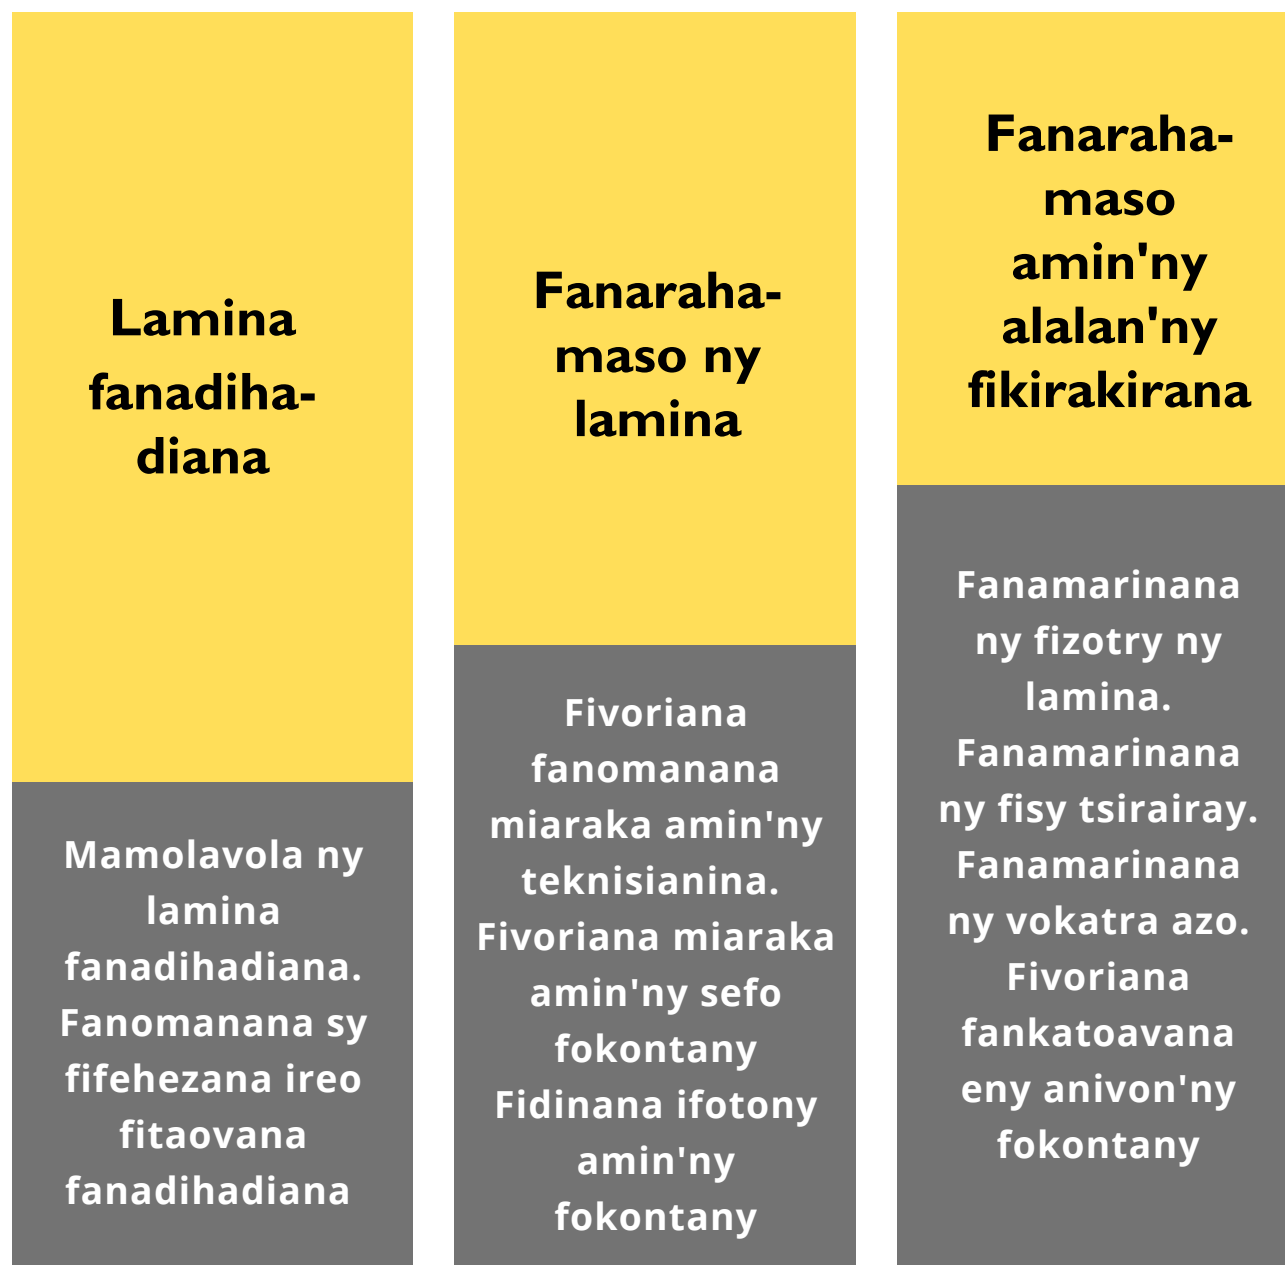 Lamina
fanadiha-
diana
Mamolavola ny
lamina
fanadihadiana.
Fanomanana sy
fifehezana ireo
fitaovana
fanadihadiana
Fanaraha-
maso ny
lamina
Fivoriana
fanomanana
miaraka amin'ny
teknisianina.
Fivoriana miaraka
amin'ny sefo
fokontany
Fidinana ifotony
amin'ny
fokontany
Fanaraha-
maso
amin'ny
alalan'ny
fikirakirana
Fanamarinana
ny fizotry ny
lamina.
Fanamarinana
ny fisy tsirairay.
Fanamarinana
ny vokatra azo.
Fivoriana
fankatoavana
eny anivon'ny
fokontany